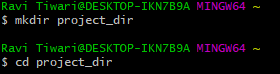 Ravi Tiwari@DESKTOP-IKN7B9A MINGW64 ~
$ mkdir project_dir
Ravi Tiwari@DESKTOP-IKN7B9A MINGW64 ~
$ cd project_dir